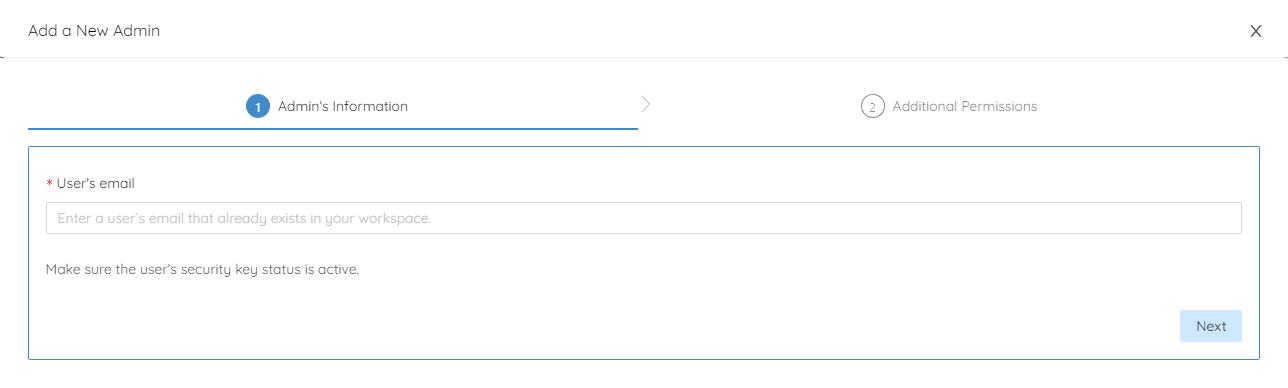 Add a New Admin
X
1 Admin's Information
2 Additional Permissions
* User's email
Enter a user's email that already exists in your workspace.
Make sure the user's security key status is active.
Next